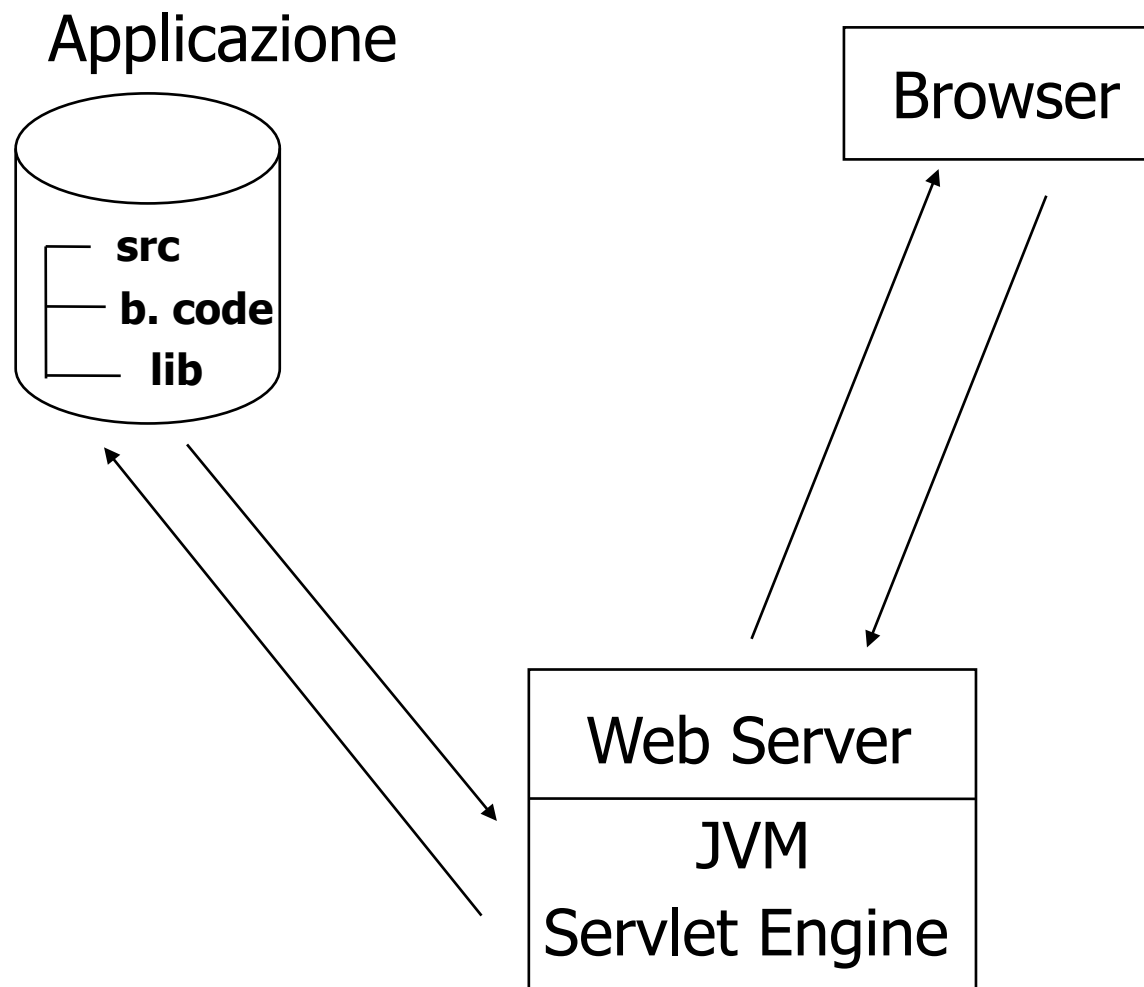 Applicazione
Browser
src
b. code
lib
Web Server
JVM
Servlet Engine